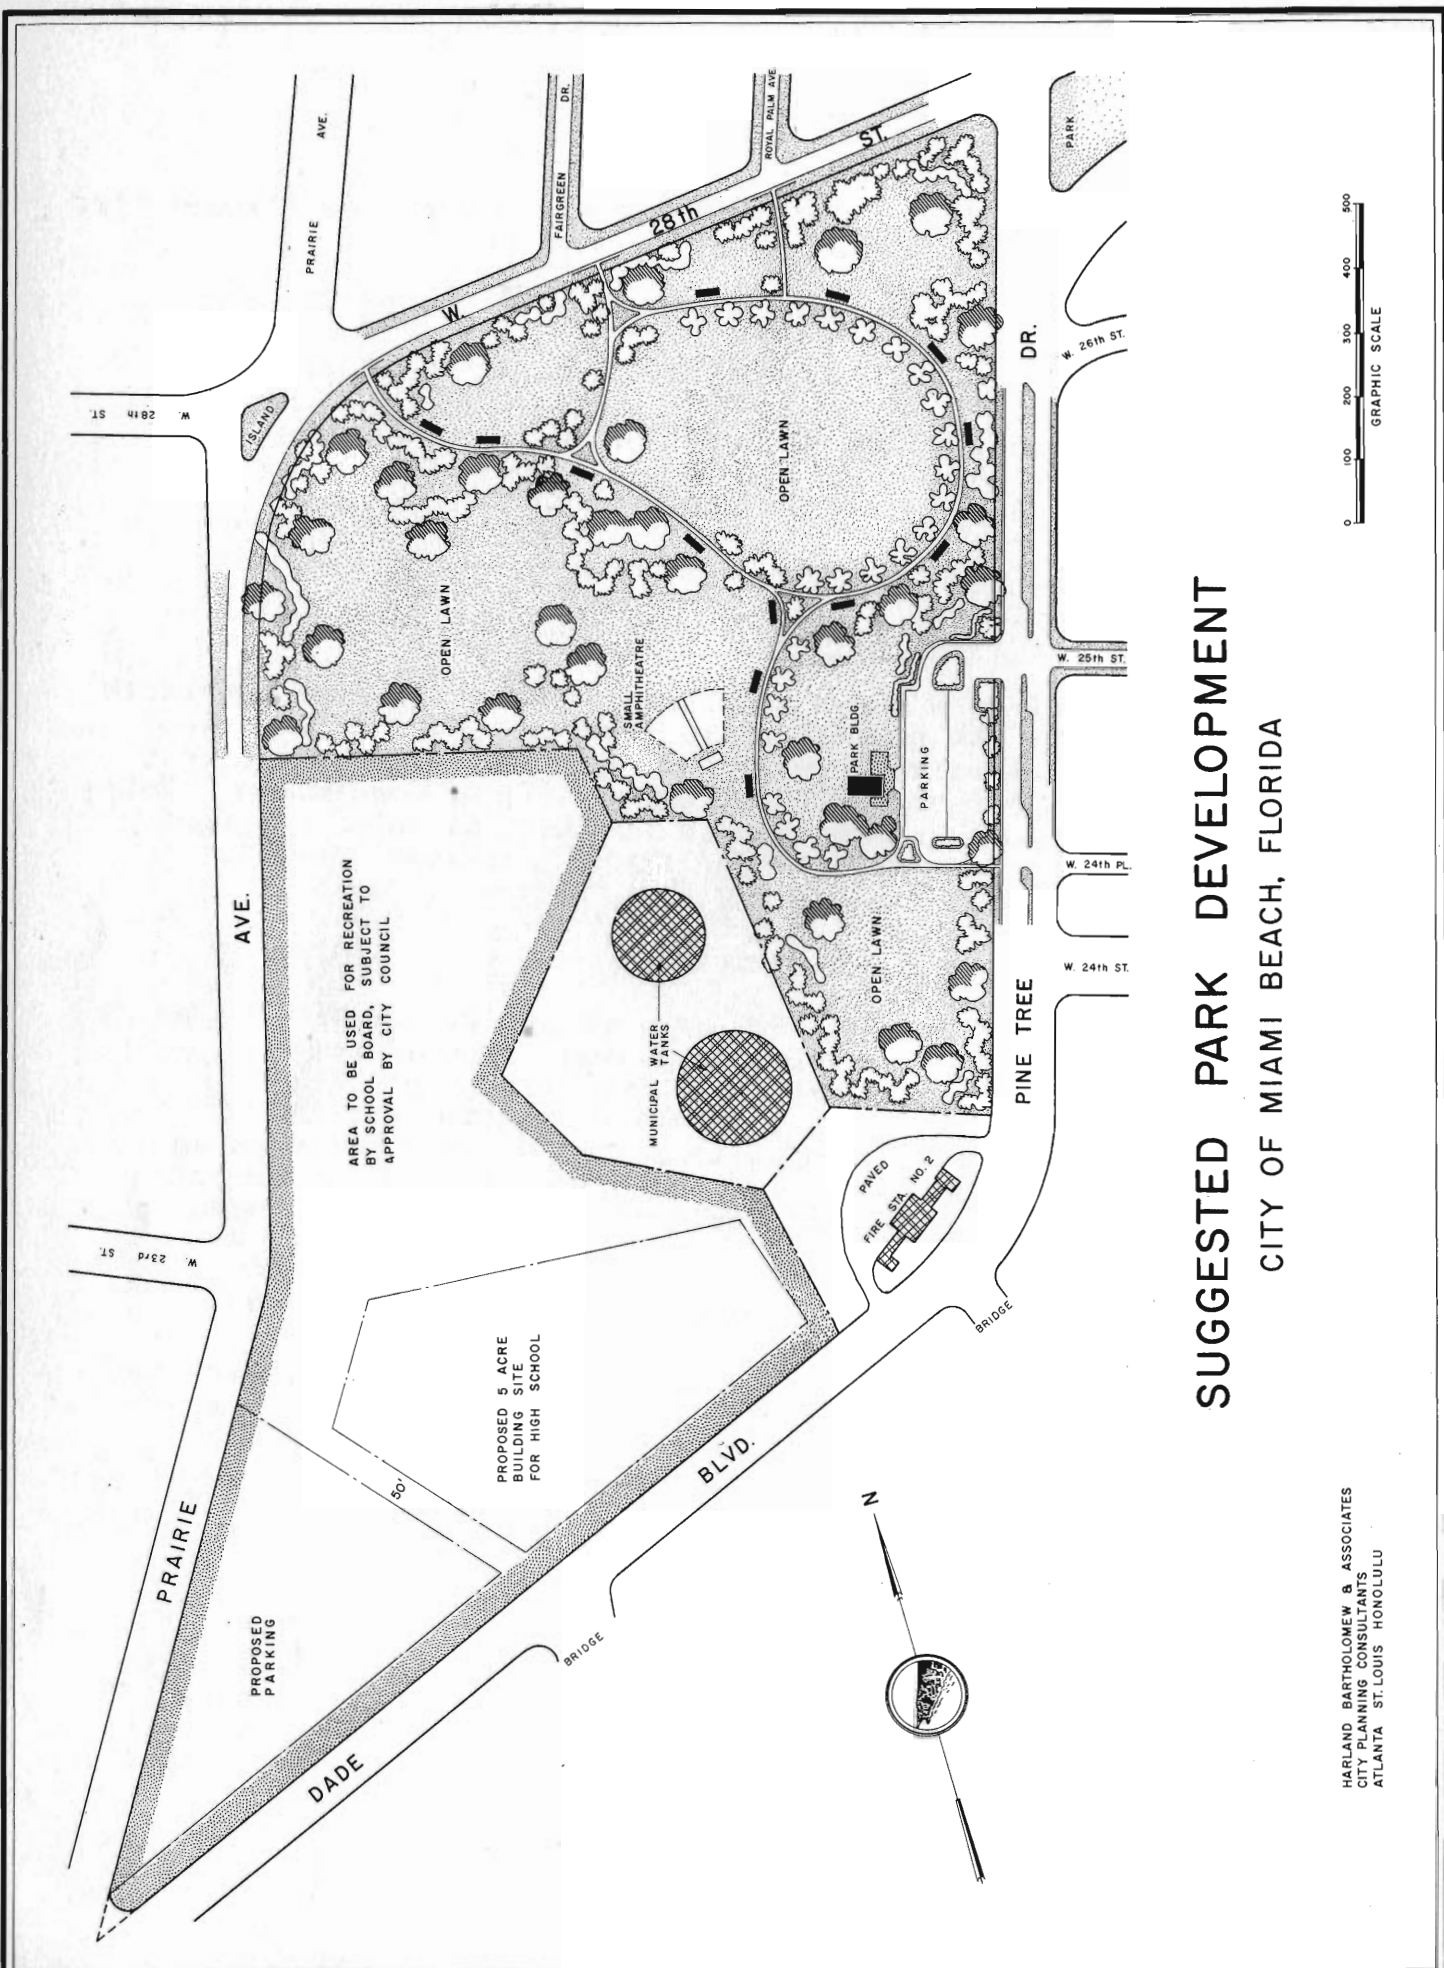 SUGGESTED PARK DEVELOPMENT
CITY OF MIAMI BEACH, FLORIDA
HARLAND BARTHOLOMEW & ASSOCIATES
CITY PLANNING CONSULTANTS
ATLANTA ST. LOUIS HONOLULU
0 100 200 300 400 500
GRAPHIC SCALE
N
PRAIRIE
AVE.
PRAIRIE
AVE.
W. 23rd ST.
W. 28th ST.
ISLAND
W. 28th ST.
FAIRGREEN
DR.
ROYAL PALM AVE.
PARK
DADE
BLVD.
BRIDGE
BRIDGE
PINE TREE
DR.
W. 24th ST.
W. 24th PL.
W. 25th ST.
W. 26th ST.
PROPOSED
PARKING
50'
PROPOSED 5 ACRE
BUILDING SITE
FOR HIGH SCHOOL
AREA TO BE USED FOR RECREATION
BY SCHOOL BOARD, SUBJECT TO
APPROVAL BY CITY COUNCIL
MUNICIPAL WATER
TANKS
PAVED
FIRE STA. NO. 2
OPEN LAWN
OPEN LAWN
OPEN LAWN
SMALL
AMPHITHEATRE
PARK BLDG.
PARKING